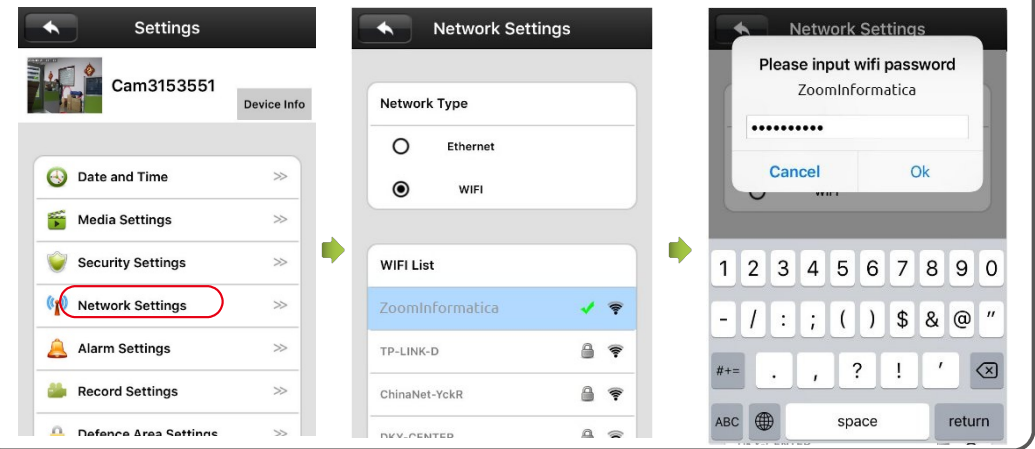 Settings
Cam3153551
Device Info
Date and Time
Media Settings
Security Settings
Network Settings
Alarm Settings
Record Settings
Defence Area Settings
Network Settings
Network Type
Ethernet
WIFI
WIFI List
ZoomInformatica
TP-LINK-D
ChinaNet-YckR
DKY-CENTER
Network Settings
Please input wifi password
ZoomInformatica
••••••••••
Cancel Ok
WIFI
1 2 3 4 5 6 7 8 9 0
- / : ; ( ) $ & @ "
#+= . , ? ! '
ABC space return